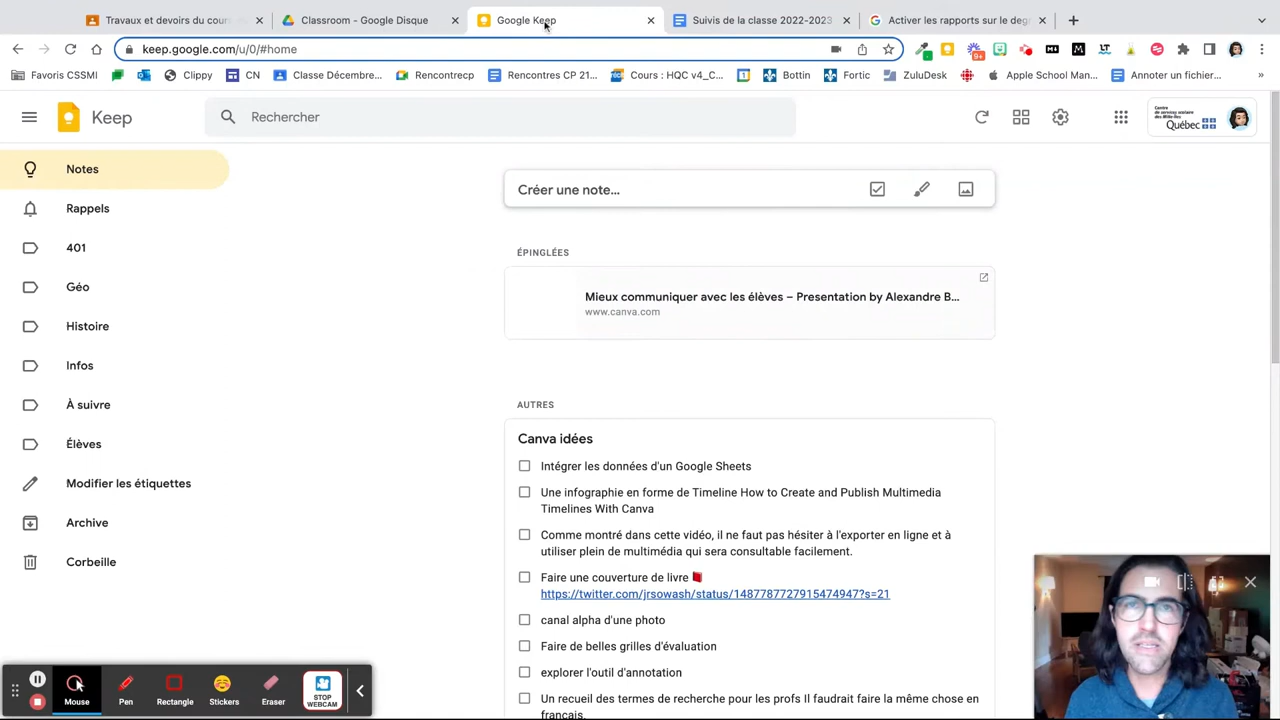 Travaux et devoirs du cours
Classroom - Google Disque
Google Keep
Suivis de la classe 2022-2023
Activer les rapports sur le deg
keep.google.com/u/0/#home
9+
LT
Favoris CSSMI
Clippy
CN
Classe Décembre...
Rencontrecp
Rencontres CP 21...
Cours : HQC v4_C...
Bottin
Fortic
ZuluDesk
Apple School Man...
Annoter un fichier...
»
Keep
Rechercher
Québec
Notes
Rappels
401
Géo
Histoire
Infos
À suivre
Élèves
Modifier les étiquettes
Archive
Corbeille
Créer une note...
ÉPINGLÉES
Mieux communiquer avec les élèves – Presentation by Alexandre B...
www.canva.com
AUTRES
Canva idées
Intégrer les données d'un Google Sheets
Une infographie en forme de Timeline How to Create and Publish Multimedia
Timelines With Canva
Comme montré dans cette vidéo, il ne faut pas hésiter à l'exporter en ligne et à
utiliser plein de multimédia qui sera consultable facilement.
Faire une couverture de livre
https://twitter.com/jrsowash/status/1487787727915474947?s=21
canal alpha d'une photo
Faire de belles grilles d'évaluation
explorer l'outil d'annotation
Un recueil des termes de recherche pour les profs Il faudrait faire la même chose en
français.
Mouse
Pen
Rectangle
Stickers
Eraser
STOP
WEBCAM